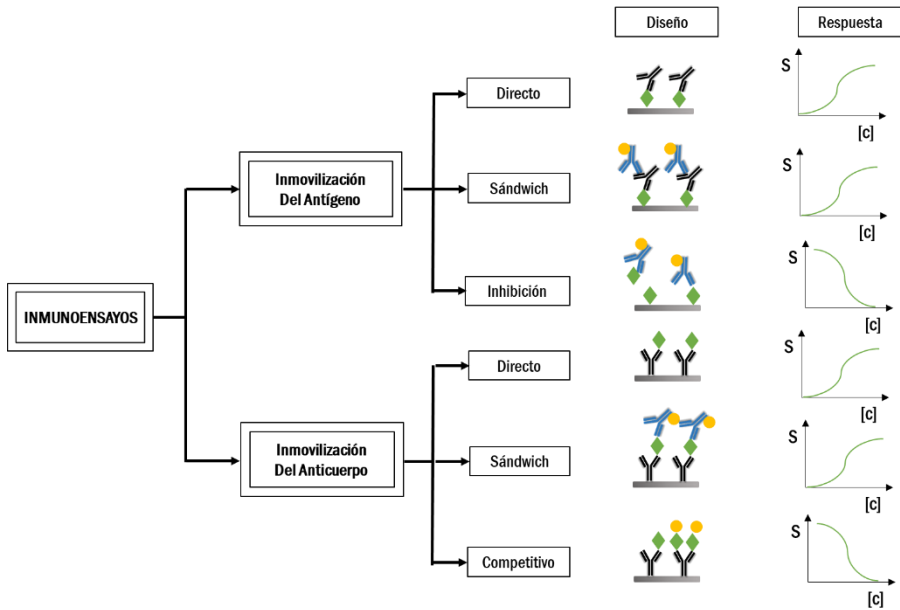 Diseño
Respuesta
Directo
S
[c]
Inmovilización
Del Antígeno
Sándwich
S
[c]
Inhibición
S
[c]
INMUNOENSAYOS
Directo
S
[c]
Inmovilización
Del Anticuerpo
Sándwich
S
[c]
Competitivo
S
[c]